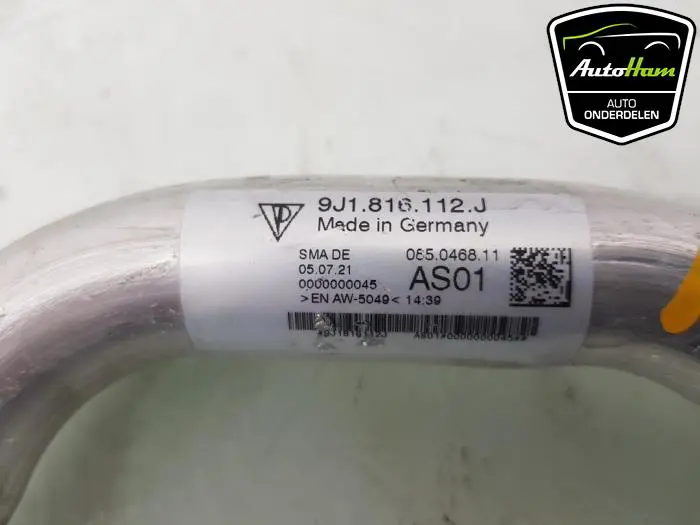 AutoHam
AUTO
ONDERDELEN
9J1.816.112.J
Made in Germany
SMA DE
05.07.21
0000000045
>EN AW-5049< 14:39
085.0468.11
AS01